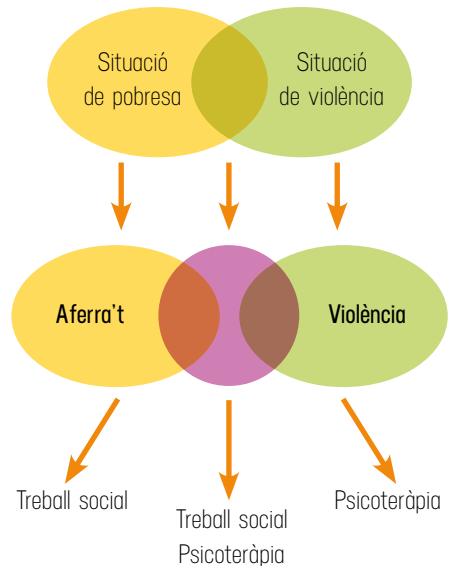 Situació
de pobresa
Situació
de violència
Aferra't
Violència
Treball social
Treball social
Psicoteràpia
Psicoteràpia